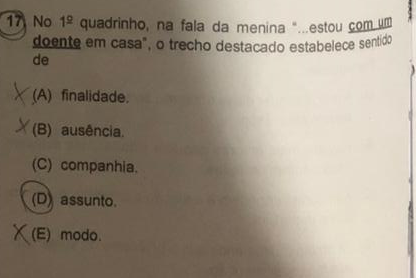 17 No 1º quadrinho, na fala da menina "...estou com um
doente em casa", o trecho destacado estabelece sentido
de
(A) finalidade.
(B) ausência.
(C) companhia.
(D) assunto.
(E) modo.